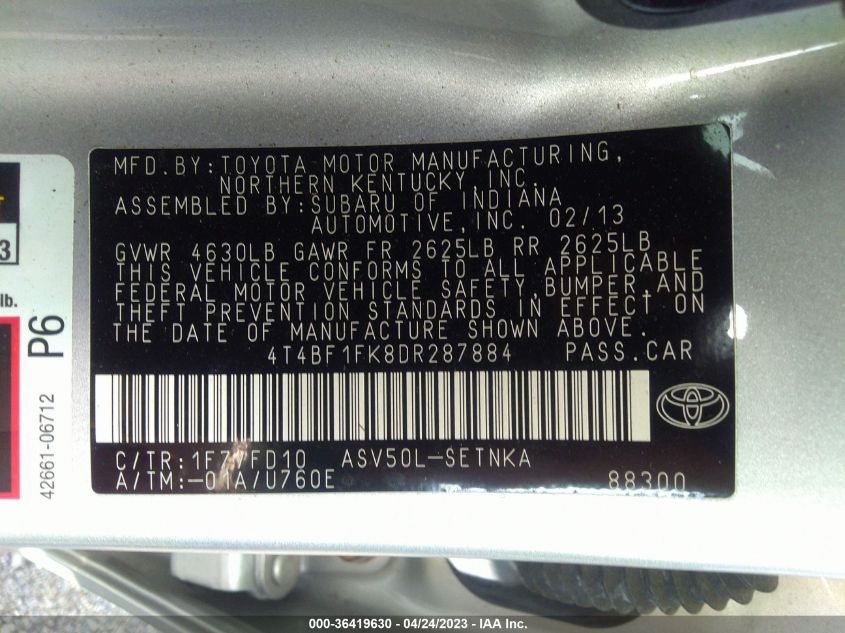 MFD.BY:TOYOTA MOTOR MANUFACTURING,
NORTHERN KENTUCKY,INC.
ASSEMBLED BY:SUBARU OF INDIANA
AUTOMOTIVE,INC. 02/13
GVWR 4630LB GAWR FR 2625LB RR 2625LB
THIS VEHICLE CONFORMS TO ALL APPLICABLE
FEDERAL MOTOR VEHICLE SAFETY,BUMPER,AND
THEFT PREVENTION STANDARDS IN EFFECT ON
THE DATE OF MANUFACTURE SHOWN ABOVE.
4T4BF1FK8DR287884 PASS.CAR
C/TR:1F77FD10 ASV50L-SETNKA
A/TM:-01A/U760E 88300
3
lb.
P6
42661-06712
000-36419630 - 04/24/2023 - IAA Inc.